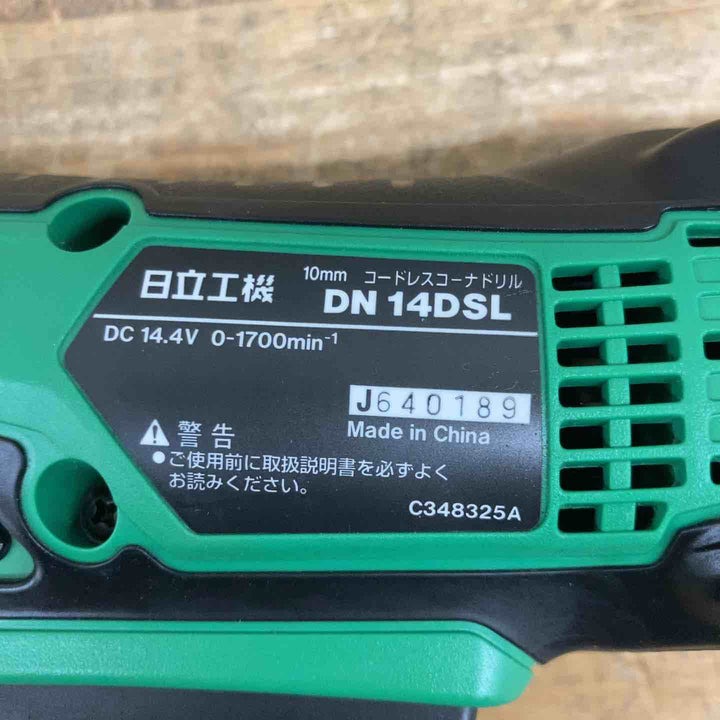 10mm コードレスコーナドリル
日立工機 DN 14DSL
DC 14.4V 0-1700min⁻¹
J640189
Made in China
⚠ 警告
●ご使用前に取扱説明書を必ずよく
お読みください。
C348325A